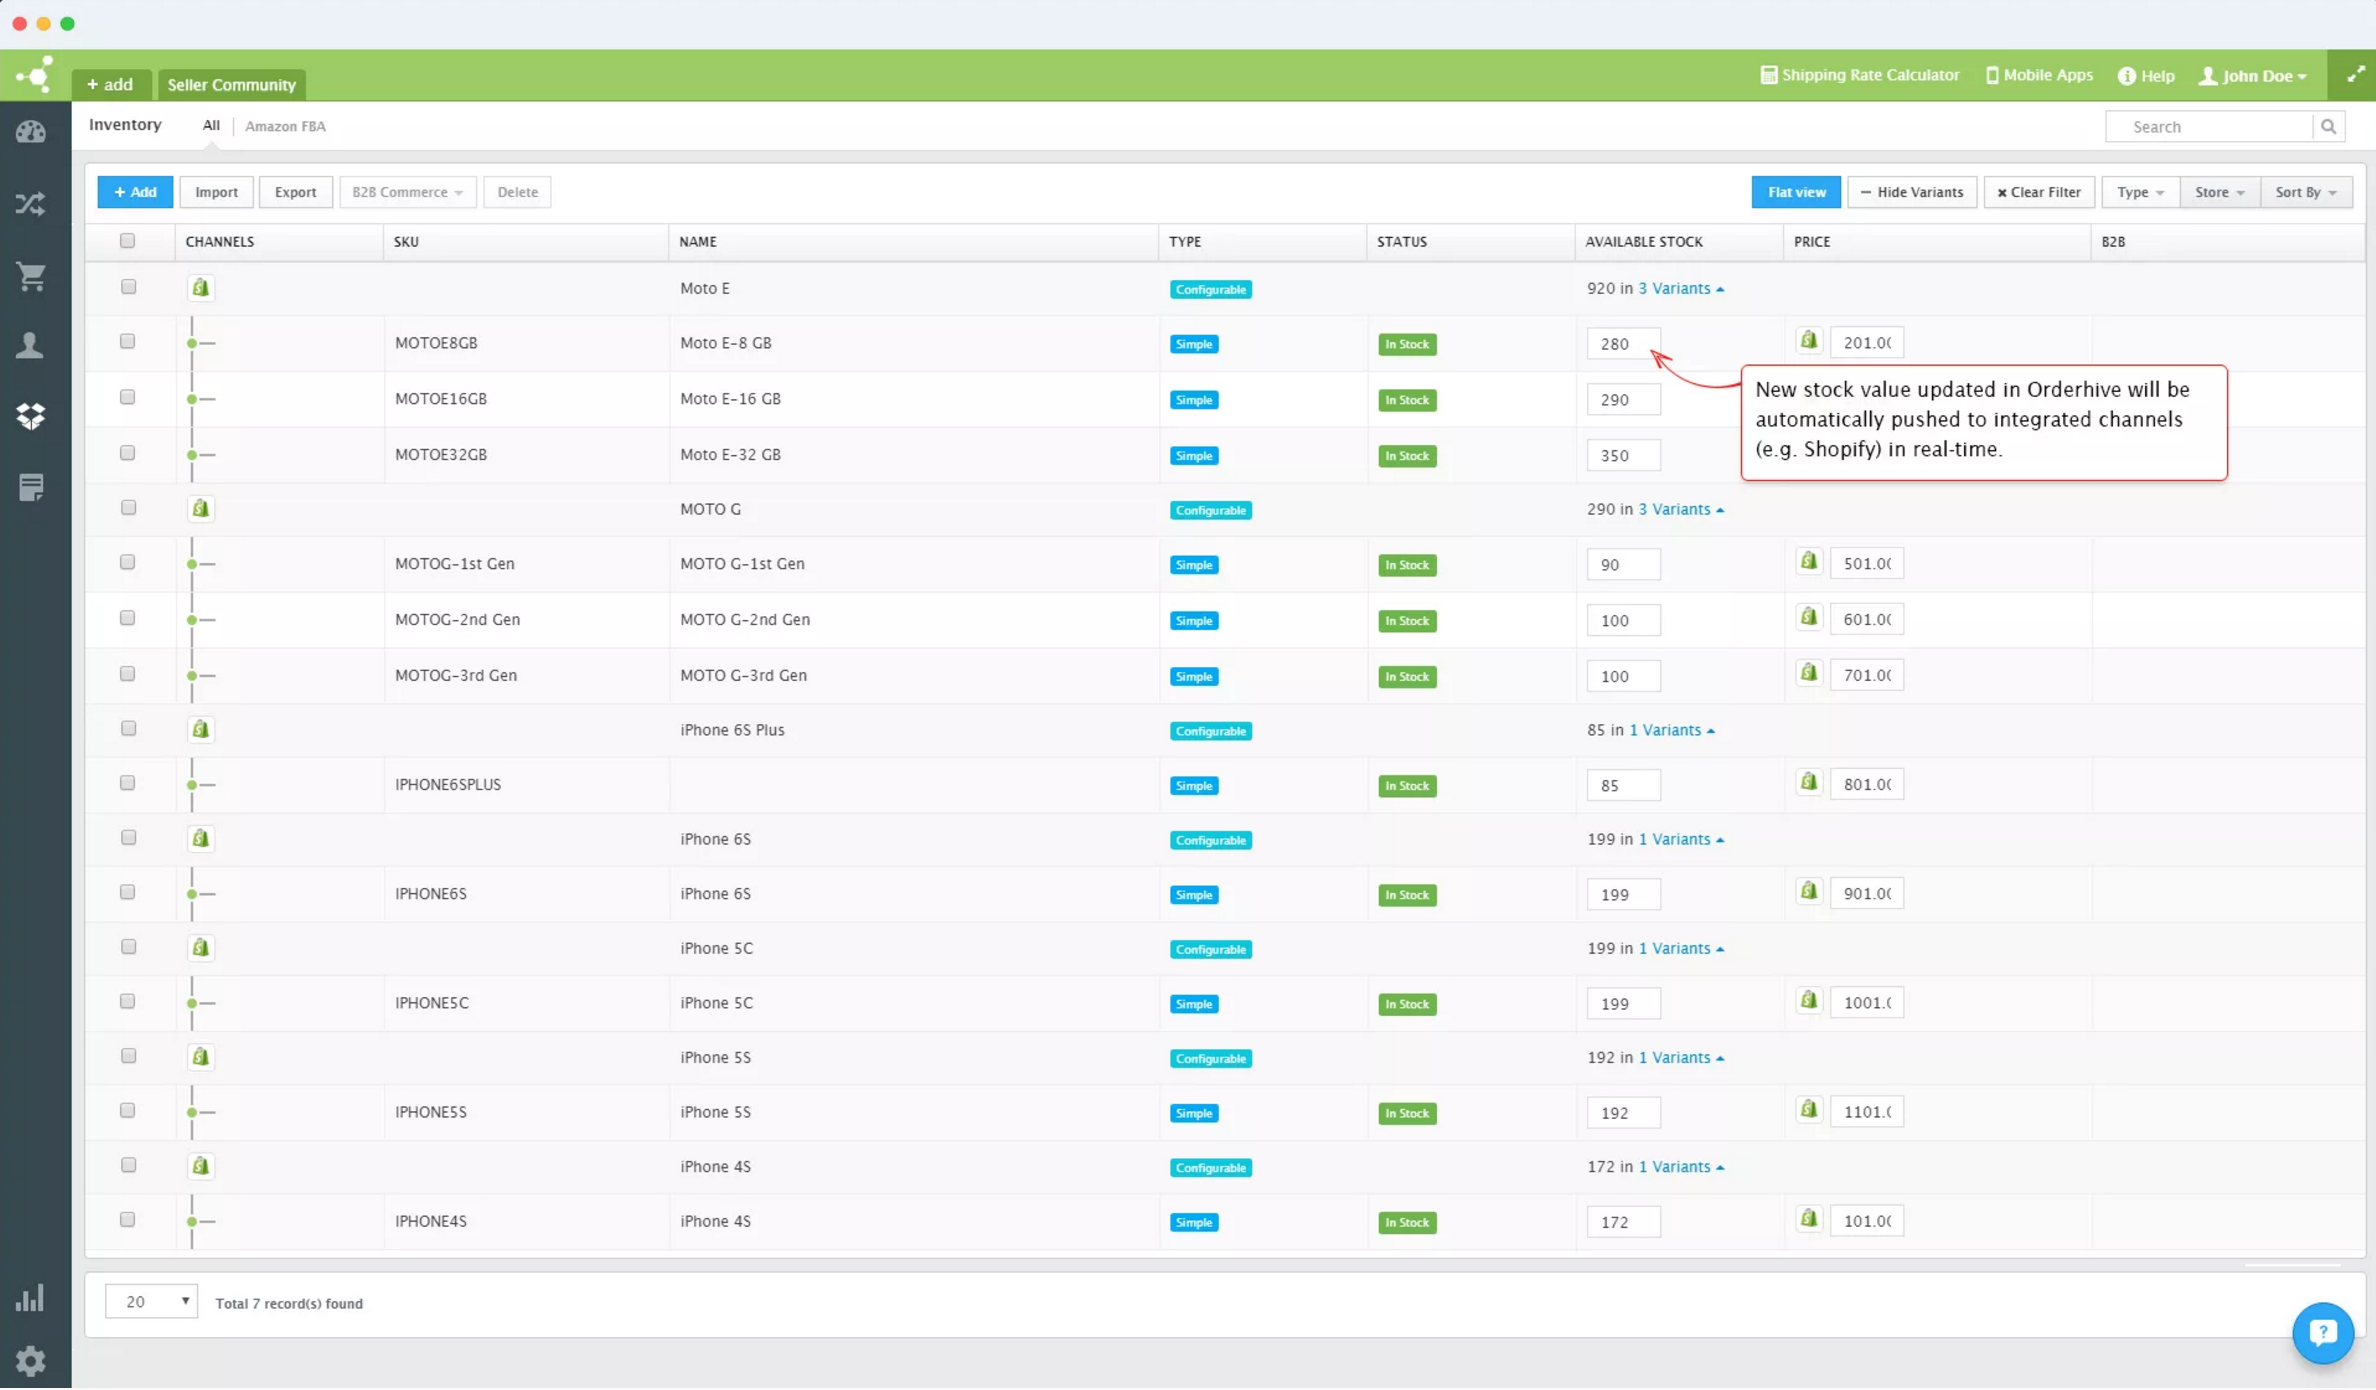 + add
Seller Community
Shipping Rate Calculator
Mobile Apps
Help
John Doe
Inventory
All
Amazon FBA
Search
+ Add
Import
Export
B2B Commerce
Delete
Flat view
− Hide Variants
× Clear Filter
Type
Store
Sort By
CHANNELS SKU NAME TYPE STATUS AVAILABLE STOCK PRICE B2B
Moto E Configurable 920 in 3 Variants
MOTOE8GB Moto E-8 GB Simple In Stock 280 201.0(
MOTOE16GB Moto E-16 GB Simple In Stock 290
MOTOE32GB Moto E-32 GB Simple In Stock 350
New stock value updated in Orderhive will be
automatically pushed to integrated channels
(e.g. Shopify) in real-time.
MOTO G Configurable 290 in 3 Variants
MOTOG-1st Gen MOTO G-1st Gen Simple In Stock 90 501.0(
MOTOG-2nd Gen MOTO G-2nd Gen Simple In Stock 100 601.0(
MOTOG-3rd Gen MOTO G-3rd Gen Simple In Stock 100 701.0(
iPhone 6S Plus Configurable 85 in 1 Variants
IPHONE6SPLUS Simple In Stock 85 801.0(
iPhone 6S Configurable 199 in 1 Variants
IPHONE6S iPhone 6S Simple In Stock 199 901.0(
iPhone 5C Configurable 199 in 1 Variants
IPHONE5C iPhone 5C Simple In Stock 199 1001.(
iPhone 5S Configurable 192 in 1 Variants
IPHONE5S iPhone 5S Simple In Stock 192 1101.(
iPhone 4S Configurable 172 in 1 Variants
IPHONE4S iPhone 4S Simple In Stock 172 101.0(
20
Total 7 record(s) found